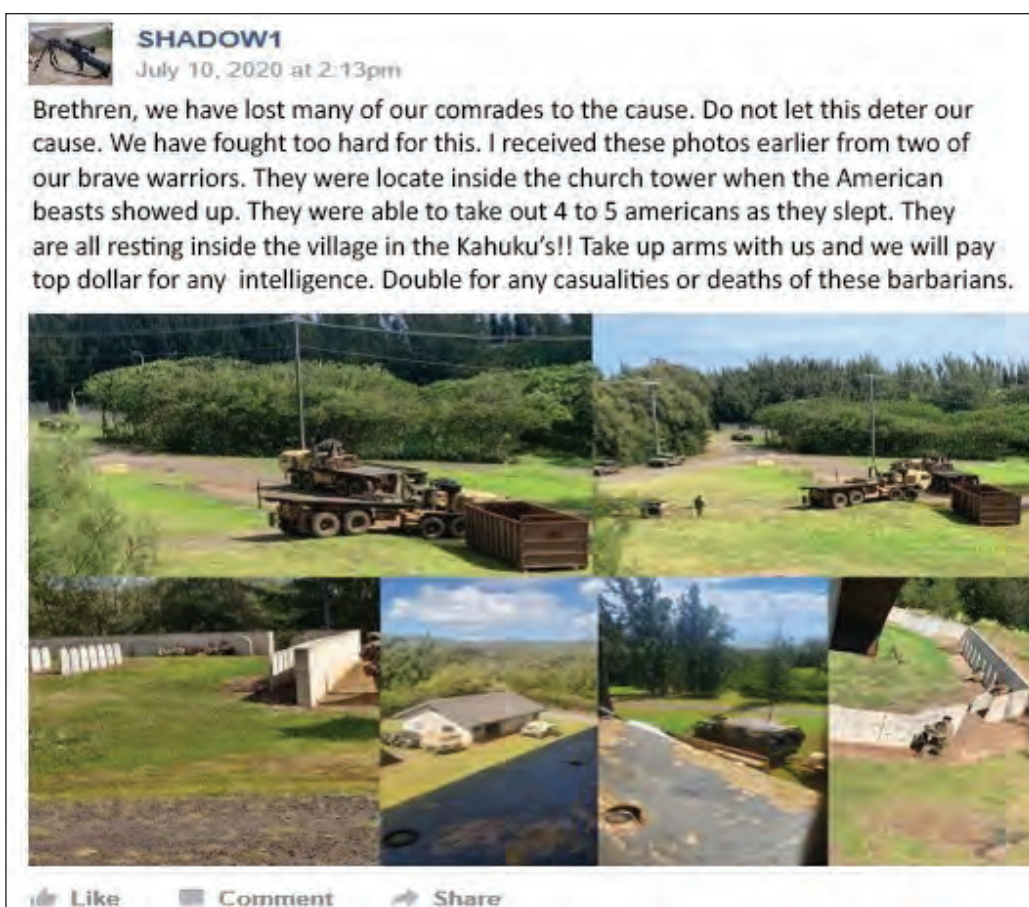 SHADOW1
July 10, 2020 at 2:13pm
Brethren, we have lost many of our comrades to the cause. Do not let this deter our
cause. We have fought too hard for this. I received these photos earlier from two of
our brave warriors. They were locate inside the church tower when the American
beasts showed up. They were able to take out 4 to 5 americans as they slept. They
are all resting inside the village in the Kahuku's!! Take up arms with us and we will pay
top dollar for any intelligence. Double for any casualities or deaths of these barbarians.
Like Comment Share